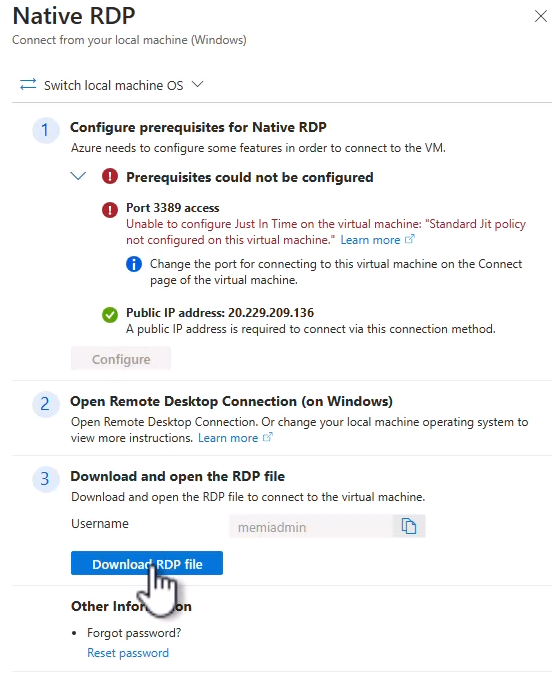 Native RDP
Connect from your local machine (Windows)
Switch local machine OS
1
Configure prerequisites for Native RDP
Azure needs to configure some features in order to connect to the VM.
Prerequisites could not be configured
Port 3389 access
Unable to configure Just In Time on the virtual machine: "Standard Jit policy
not configured on this virtual machine." Learn more
Change the port for connecting to this virtual machine on the Connect
page of the virtual machine.
Public IP address: 20.229.209.136
A public IP address is required to connect via this connection method.
Configure
2
Open Remote Desktop Connection (on Windows)
Open Remote Desktop Connection. Or change your local machine operating system to
view more instructions. Learn more
3
Download and open the RDP file
Download and open the RDP file to connect to the virtual machine.
Username
memiadmin
Download RDP file
Other Information
Forgot password?
Reset password